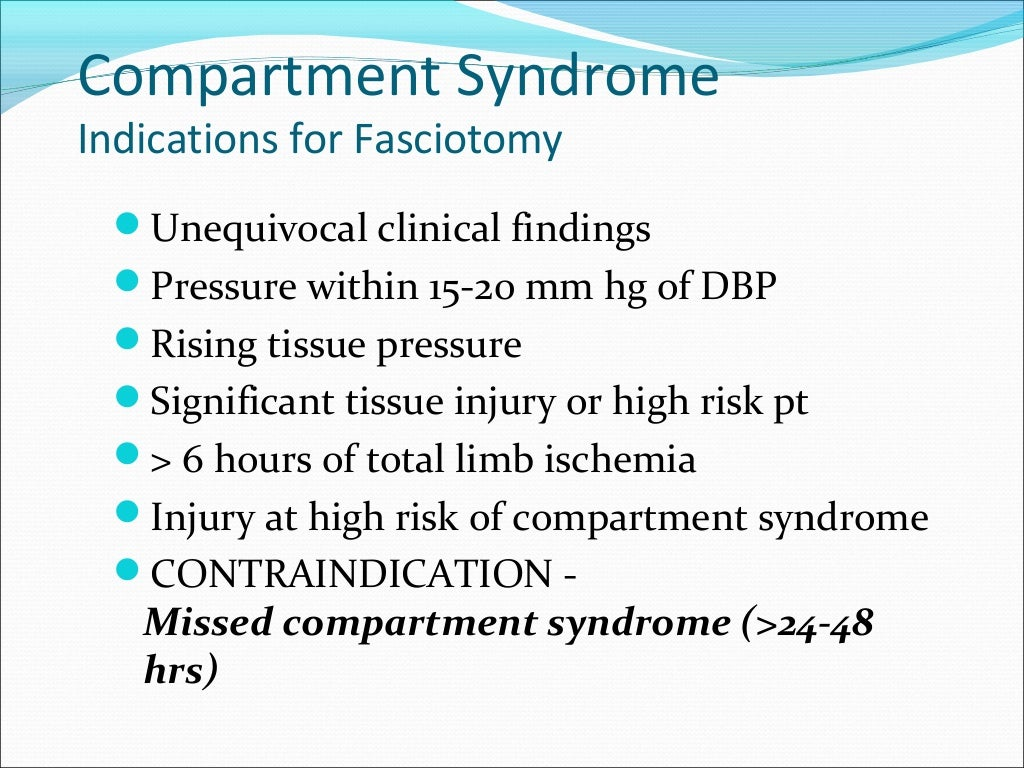 Compartment Syndrome
Indications for Fasciotomy
Unequivocal clinical findings
Pressure within 15-20 mm hg of DBP
Rising tissue pressure
Significant tissue injury or high risk pt
> 6 hours of total limb ischemia
Injury at high risk of compartment syndrome
CONTRAINDICATION -
Missed compartment syndrome (>24-48
hrs)